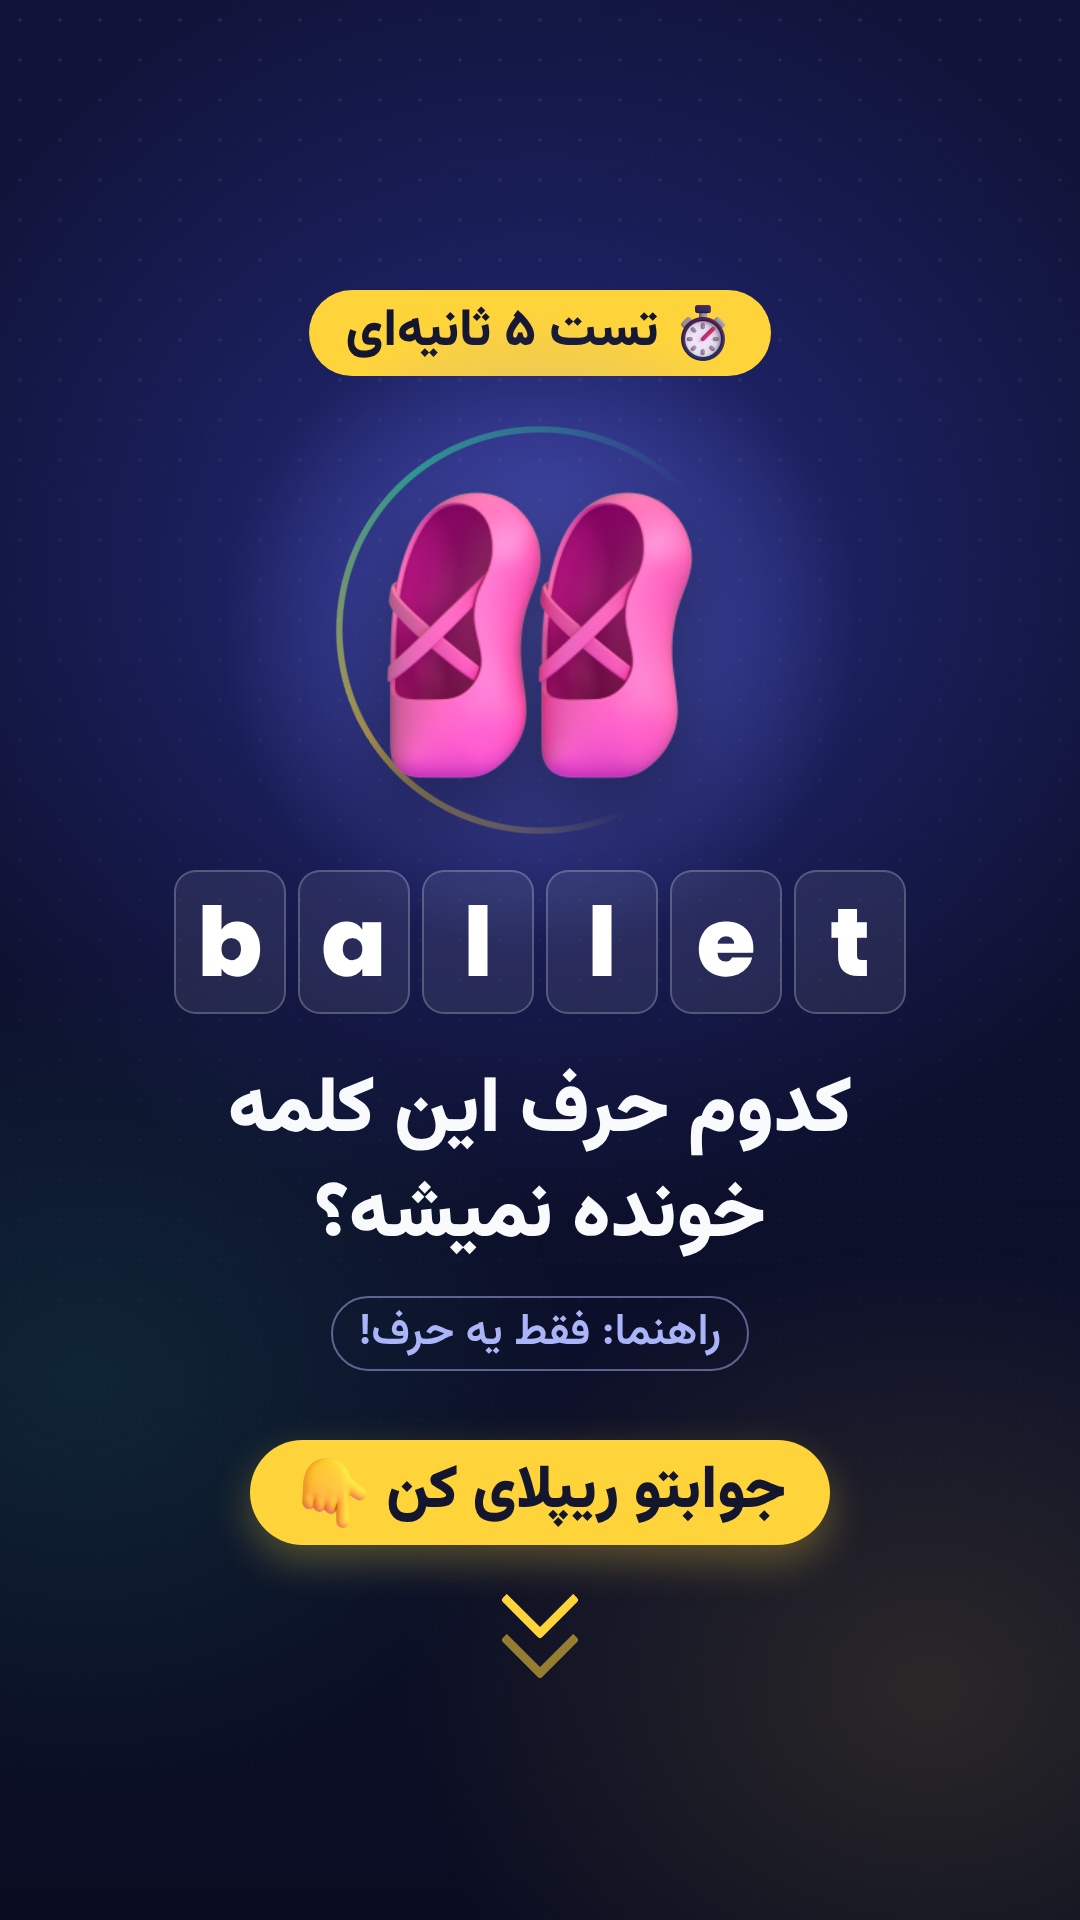 تست ۵ ثانیه‌ای
ballet
کدوم حرف این کلمه
خونده نمیشه؟
راهنما: فقط یه حرف!
جوابتو ریپلای کن